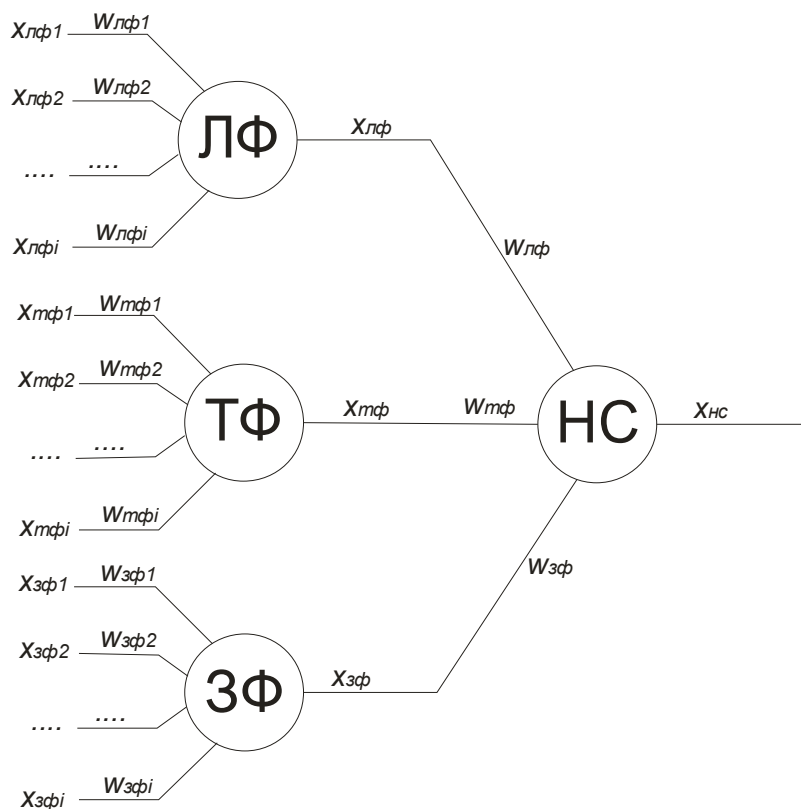 xлф1 wлф1
xлф2 wлф2
.... ....
xлфi wлфi
ЛФ
xлф
wлф
xтф1 wтф1
xтф2 wтф2
.... ....
xтфi wтфi
ТФ
xтф wтф
НС
xнс
xзф1 wзф1
xзф2 wзф2
.... ....
xзфi wзфi
ЗФ
xзф
wзф